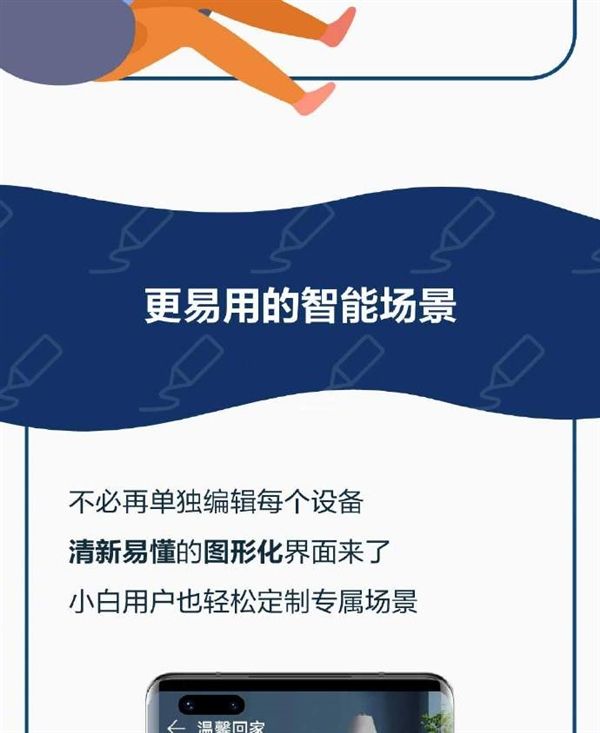 更易用的智能场景
不必再单独编辑每个设备
清新易懂的图形化界面来了
小白用户也轻松定制专属场景
温馨回家